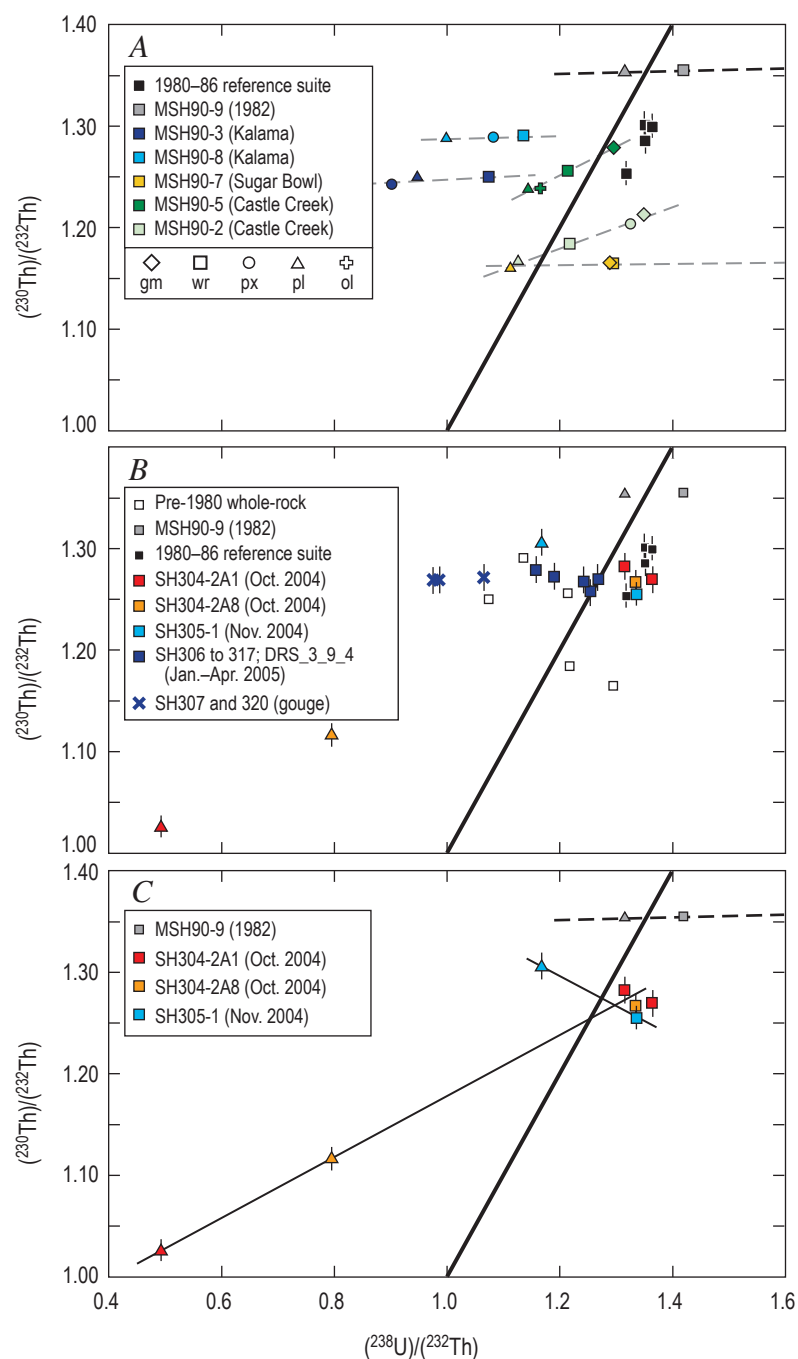 A
1.40
1.30
1.20
1.10
1.00
(²³⁰Th)/(²³²Th)
1980–86 reference suite
MSH90-9 (1982)
MSH90-3 (Kalama)
MSH90-8 (Kalama)
MSH90-7 (Sugar Bowl)
MSH90-5 (Castle Creek)
MSH90-2 (Castle Creek)
gm wr px pl ol
B
1.30
1.20
1.10
1.00
(²³⁰Th)/(²³²Th)
Pre-1980 whole-rock
MSH90-9 (1982)
1980–86 reference suite
SH304-2A1 (Oct. 2004)
SH304-2A8 (Oct. 2004)
SH305-1 (Nov. 2004)
SH306 to 317; DRS_3_9_4
(Jan.–Apr. 2005)
SH307 and 320 (gouge)
C
1.40
1.30
1.20
1.10
1.00
(²³⁰Th)/(²³²Th)
MSH90-9 (1982)
SH304-2A1 (Oct. 2004)
SH304-2A8 (Oct. 2004)
SH305-1 (Nov. 2004)
0.4 0.6 0.8 1.0 1.2 1.4 1.6
(²³⁸U)/(²³²Th)